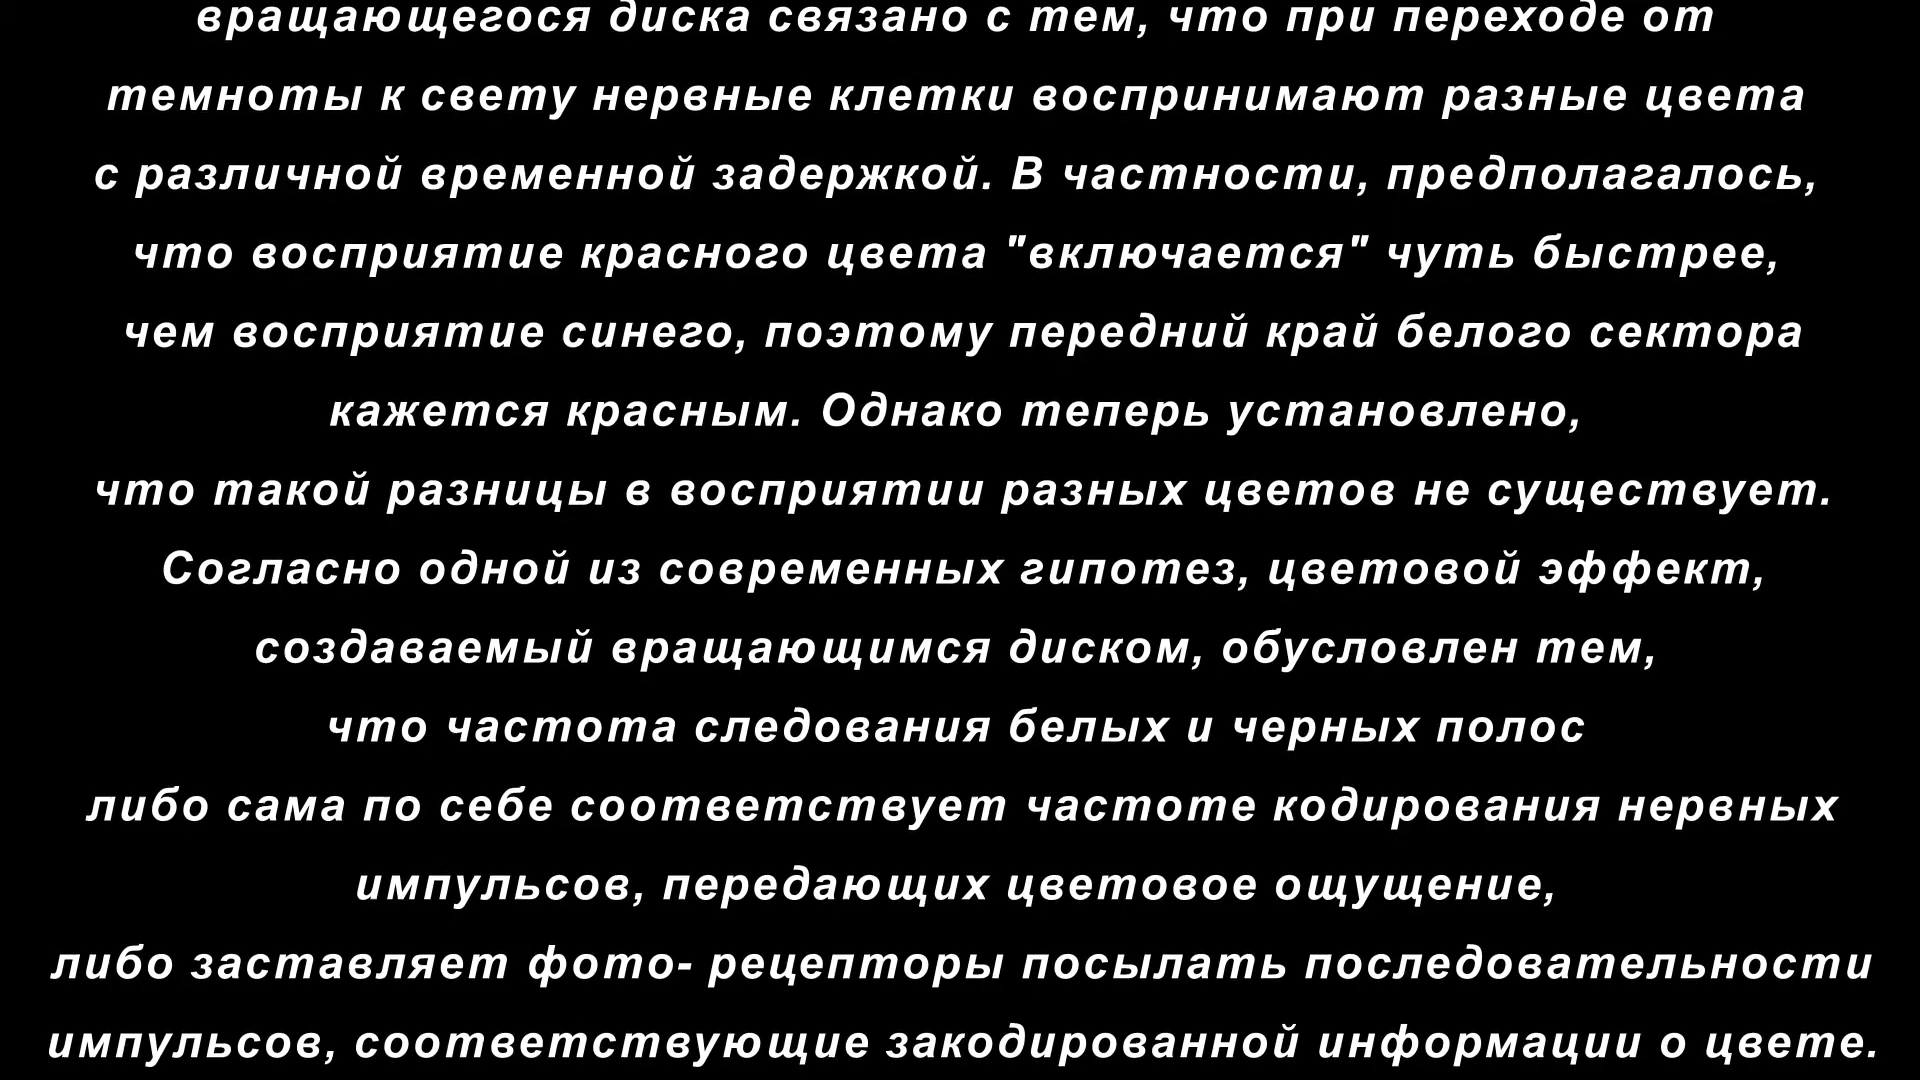 вращающегося диска связано с тем, что при переходе от
темноты к свету нервные клетки воспринимают разные цвета
с различной временной задержкой. В частности, предполагалось,
что восприятие красного цвета "включается" чуть быстрее,
чем восприятие синего, поэтому передний край белого сектора
кажется красным. Однако теперь установлено,
что такой разницы в восприятии разных цветов не существует.
Согласно одной из современных гипотез, цветовой эффект,
создаваемый вращающимся диском, обусловлен тем,
что частота следования белых и черных полос
либо сама по себе соответствует частоте кодирования нервных
импульсов, передающих цветовое ощущение,
либо заставляет фото- рецепторы посылать последовательности
импульсов, соответствующие закодированной информации о цвете.